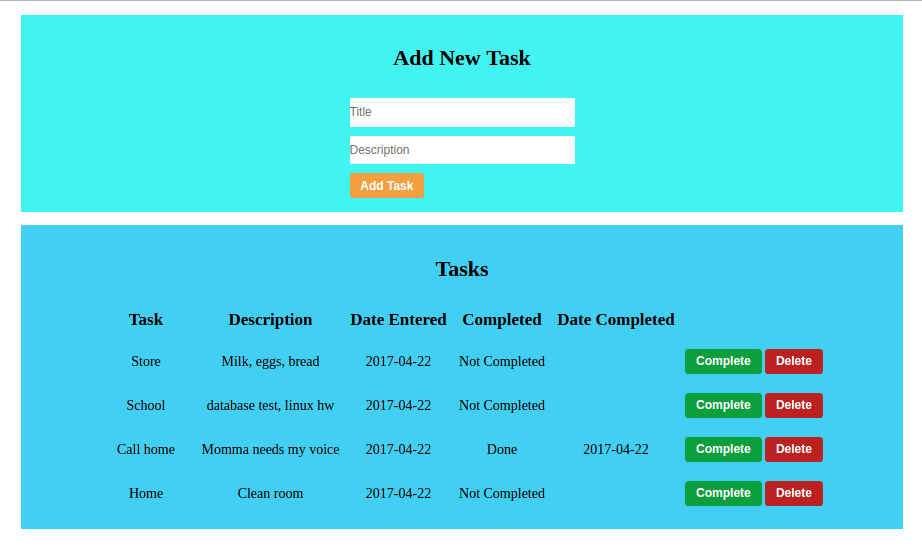 Add New Task
Title
Description
Add Task
Tasks
Task Description Date Entered Completed Date Completed
Store Milk, eggs, bread 2017-04-22 Not Completed Complete Delete
School database test, linux hw 2017-04-22 Not Completed Complete Delete
Call home Momma needs my voice 2017-04-22 Done 2017-04-22 Complete Delete
Home Clean room 2017-04-22 Not Completed Complete Delete